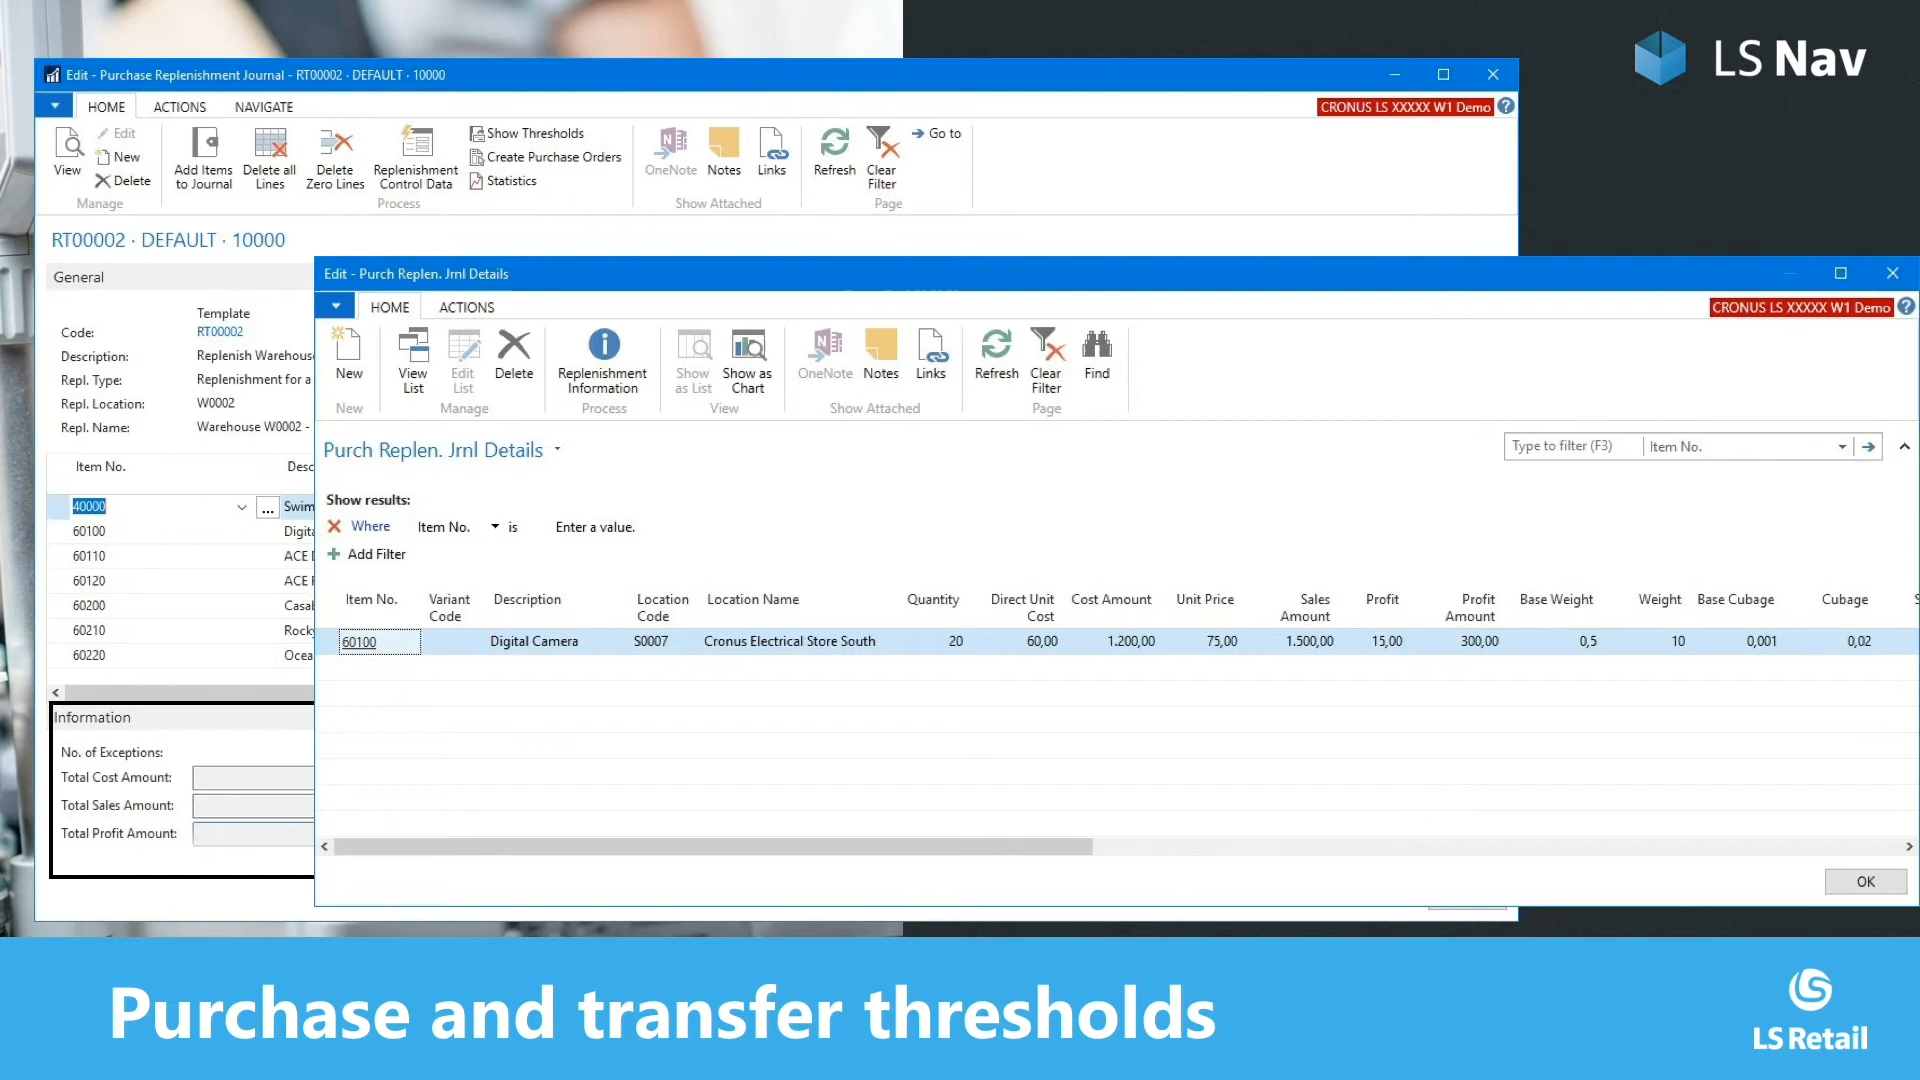 LS Nav
Edit - Purchase Replenishment Journal - RT00002 · DEFAULT · 10000
HOME ACTIONS NAVIGATE
CRONUS LS XXXXX W1 Demo
View
Edit
New
Delete
Manage
Add Items to Journal
Delete all Lines
Delete Zero Lines
Replenishment Control Data
Show Thresholds
Create Purchase Orders
Statistics
Process
OneNote
Notes
Links
Show Attached
Refresh
Clear Filter
Go to
Page
RT00002 · DEFAULT · 10000
General
Template
Code: RT00002
Description: Replenish Warehous
Repl. Type: Replenishment for a
Repl. Location: W0002
Repl. Name: Warehouse W0002 -
Item No. Desc
40000 ... Swim
60100 Digita
60110 ACE
60120 ACE
60200 Casab
60210 Rocky
60220 Ocea
Information
No. of Exceptions:
Total Cost Amount:
Total Sales Amount:
Total Profit Amount:
Edit - Purch Replen. Jrnl Details
HOME ACTIONS
CRONUS LS XXXXX W1 Demo
New
New
View List
Edit List
Delete
Manage
Replenishment Information
Process
Show as List
Show as Chart
View
OneNote
Notes
Links
Show Attached
Refresh
Clear Filter
Find
Page
Purch Replen. Jrnl Details
Type to filter (F3) Item No.
Show results:
Where Item No. is Enter a value.
Add Filter
Item No. Variant Code Description Location Code Location Name Quantity Direct Unit Cost Cost Amount Unit Price Sales Amount Profit Profit Amount Base Weight Weight Base Cubage Cubage
60100 Digital Camera S0007 Cronus Electrical Store South 20 60,00 1.200,00 75,00 1.500,00 15,00 300,00 0,5 10 0,001 0,02
OK
Purchase and transfer thresholds
LS Retail